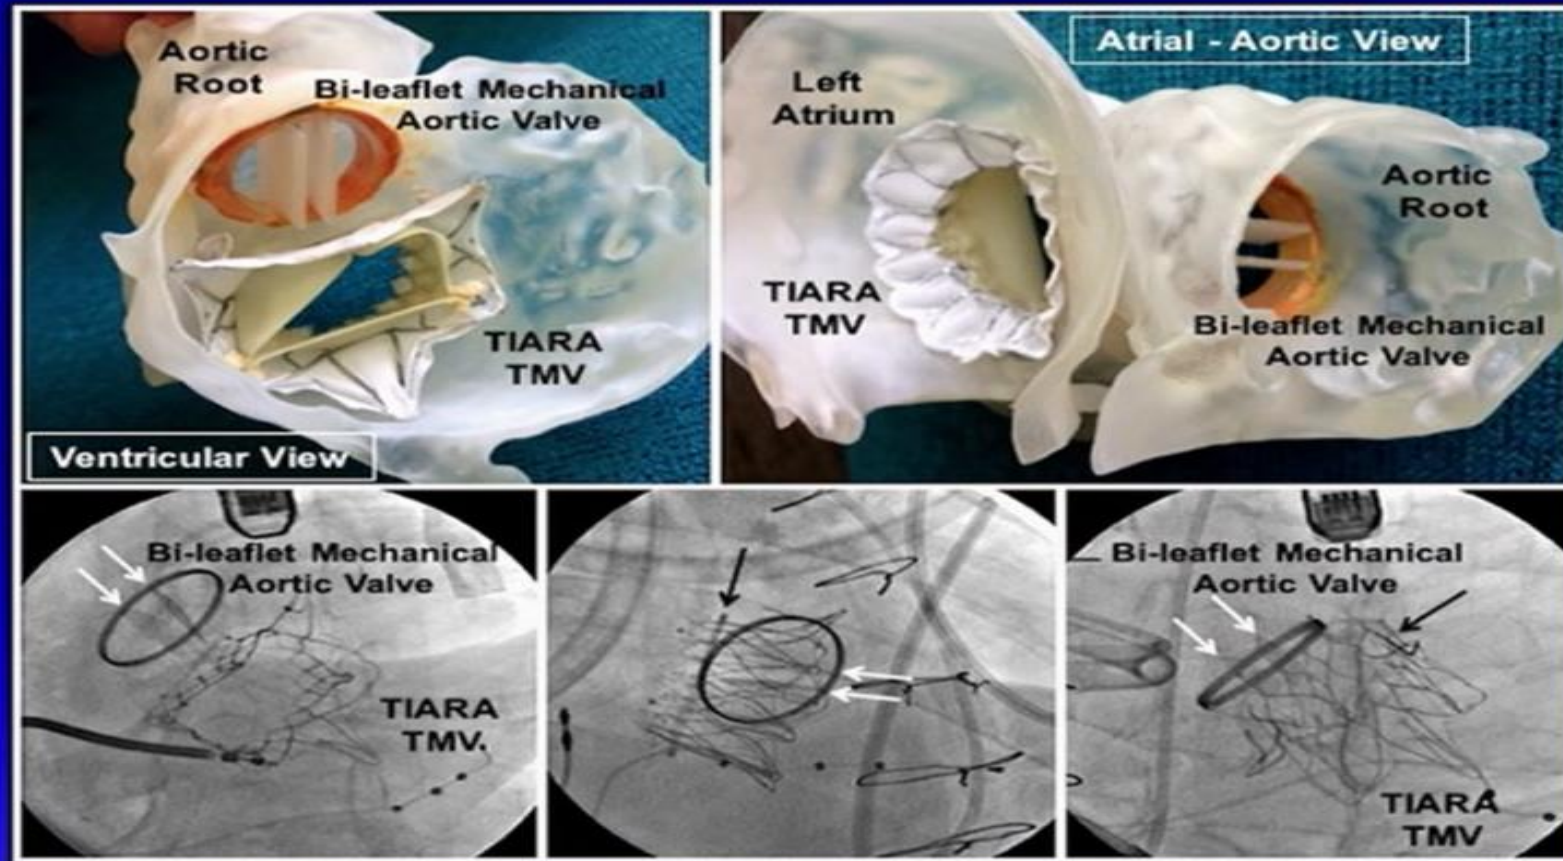 Aortic
Root
Bi-leaflet Mechanical
Aortic Valve
TIARA
TMV
Ventricular View
Atrial - Aortic View
Left
Atrium
Aortic
Root
TIARA
TMV
Bi-leaflet Mechanical
Aortic Valve
Bi-leaflet Mechanical
Aortic Valve
TIARA
TMV.
Bi-leaflet Mechanical
Aortic Valve
TIARA
TMV